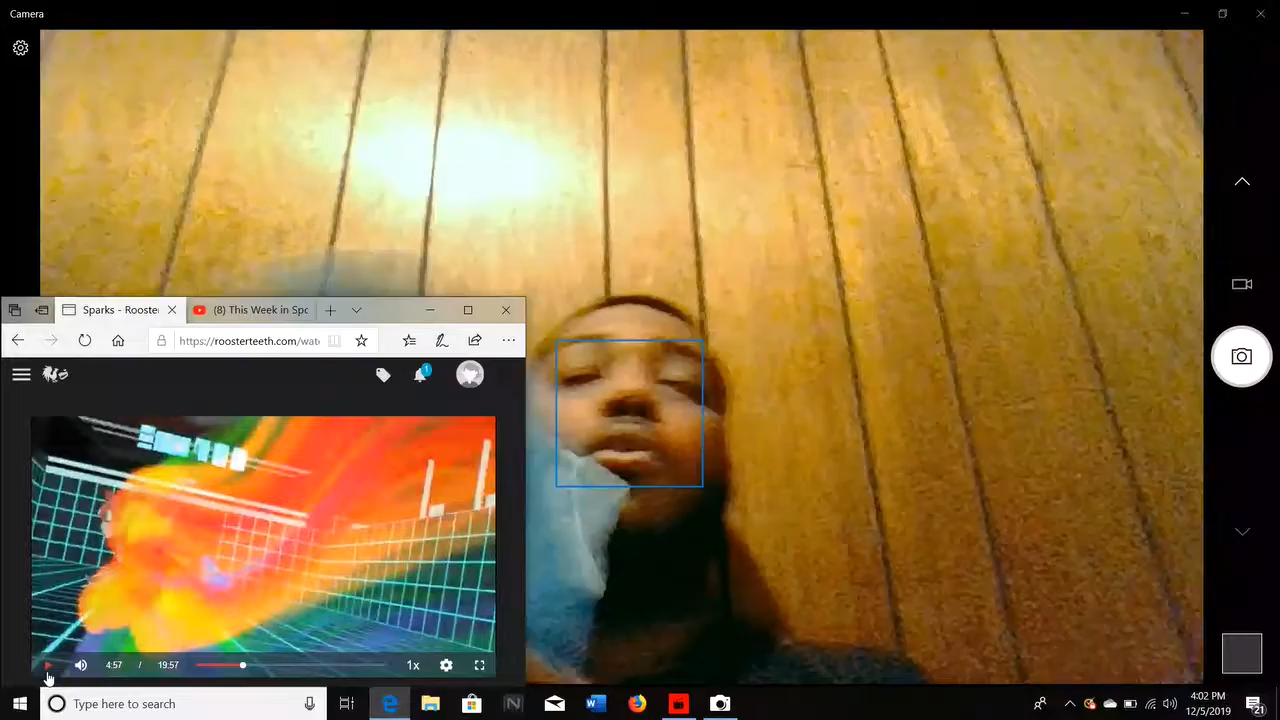 Camera
Sparks - Rooste
(8) This Week in Spo
https://roosterteeth.com/wat
1
4:57 / 19:57
1x
Type here to search
4:02 PM
12/5/2019
21